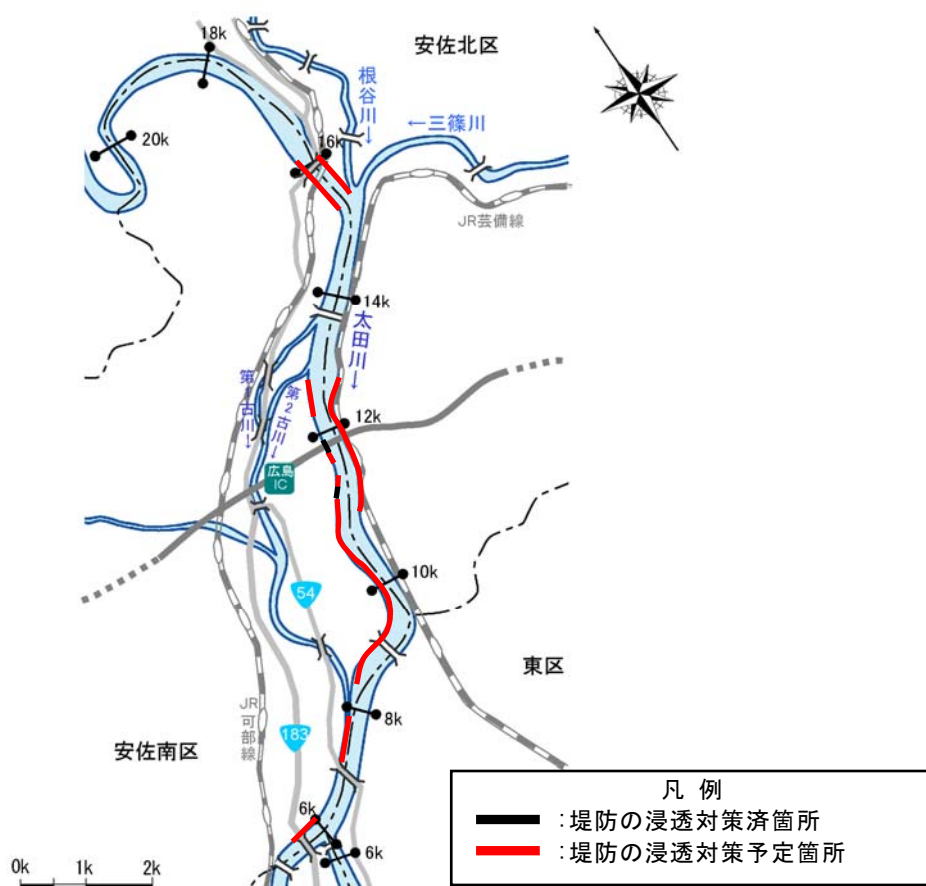 18k
安佐北区
根谷川↓
←三篠川
20k
16k
JR芸備線
14k
太田川↓
第1古川↓
第2古川↓
12k
広島
IC
10k
54
東区
8k
JR可部線
183
安佐南区
6k
6k
0k 1k 2k
凡 例
:堤防の浸透対策済箇所
:堤防の浸透対策予定箇所